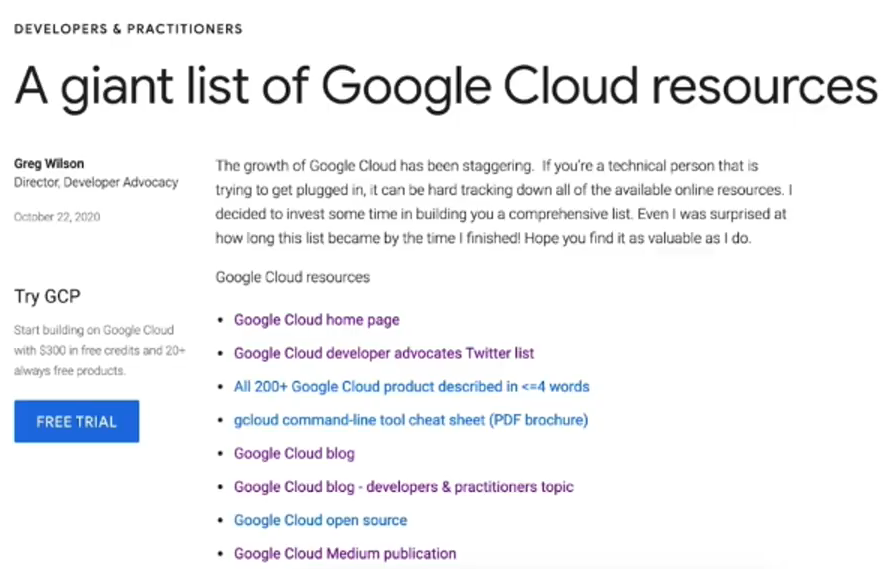 DEVELOPERS & PRACTITIONERS
A giant list of Google Cloud resources
Greg Wilson
Director, Developer Advocacy
October 22, 2020
The growth of Google Cloud has been staggering. If you're a technical person that is
trying to get plugged in, it can be hard tracking down all of the available online resources. I
decided to invest some time in building you a comprehensive list. Even I was surprised at
how long this list became by the time I finished! Hope you find it as valuable as I do.
Try GCP
Start building on Google Cloud
with $300 in free credits and 20+
always free products.
FREE TRIAL
Google Cloud resources
• Google Cloud home page
• Google Cloud developer advocates Twitter list
• All 200+ Google Cloud product described in <=4 words
• gcloud command-line tool cheat sheet (PDF brochure)
• Google Cloud blog
• Google Cloud blog - developers & practitioners topic
• Google Cloud open source
• Google Cloud Medium publication